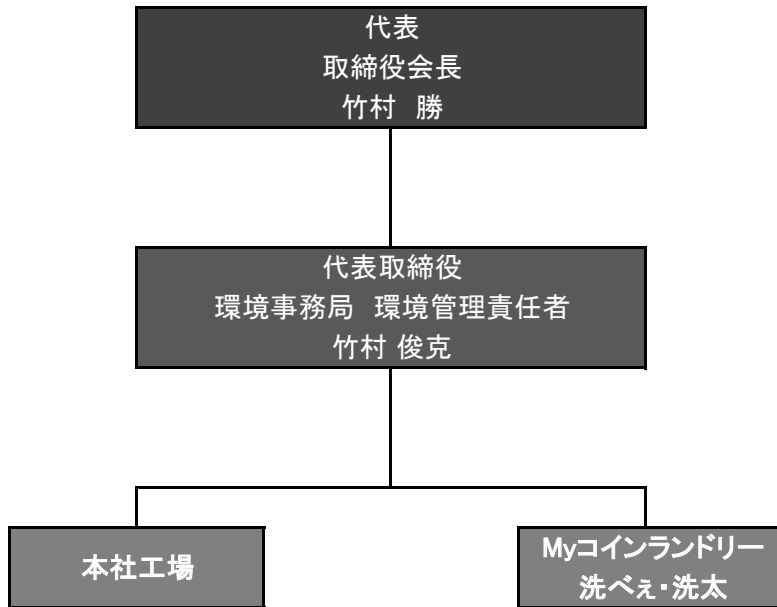 代表
取締役会長
竹村　勝
代表取締役
環境事務局　環境管理責任者
竹村 俊克
本社工場
Myコインランドリー
洗べぇ・洗太